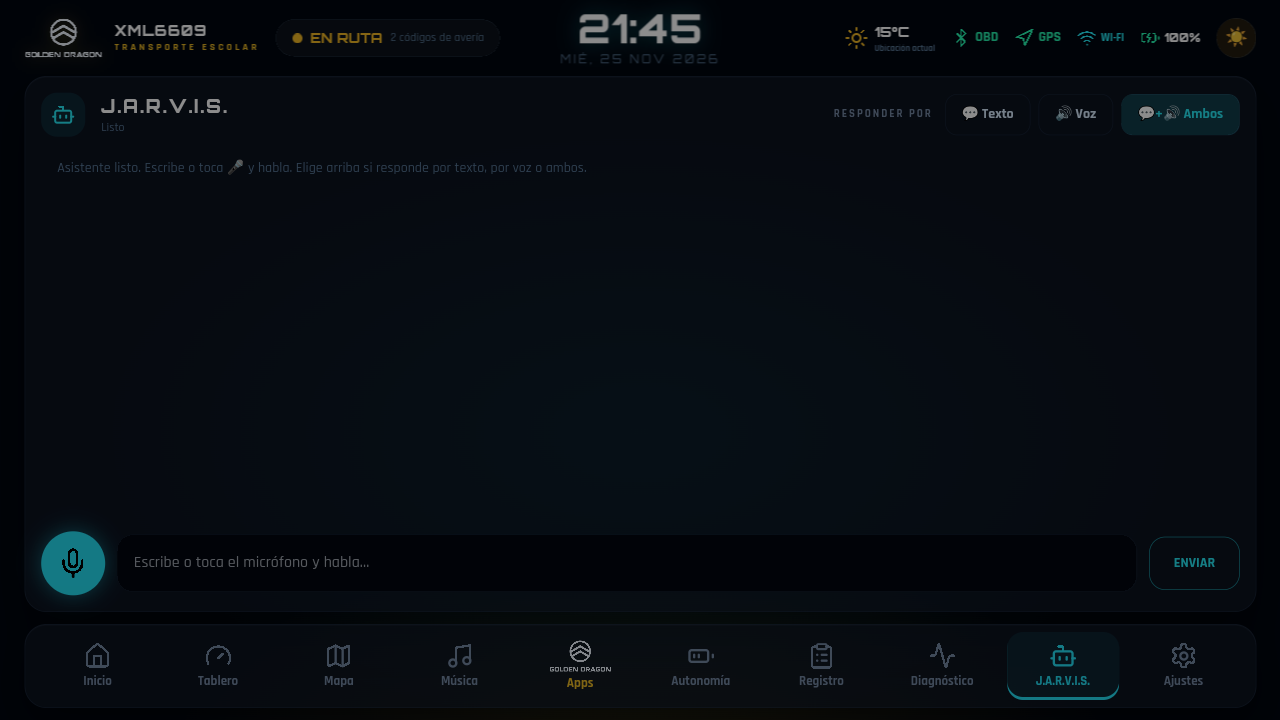 GOLDEN DRAGON
XML6609
TRANSPORTE ESCOLAR
EN RUTA 2 códigos de avería
21:45
MIÉ, 25 NOV 2026
15°C
Ubicación actual
OBD
GPS
WI-FI
100%
J.A.R.V.I.S.
Listo
RESPONDER POR
Texto
Voz
+ Ambos
Asistente listo. Escribe o toca 🎤 y habla. Elige arriba si responde por texto, por voz o ambos.
Escribe o toca el micrófono y habla...
ENVIAR
Inicio
Tablero
Mapa
Música
GOLDEN DRAGON
Apps
Autonomía
Registro
Diagnóstico
J.A.R.V.I.S.
Ajustes